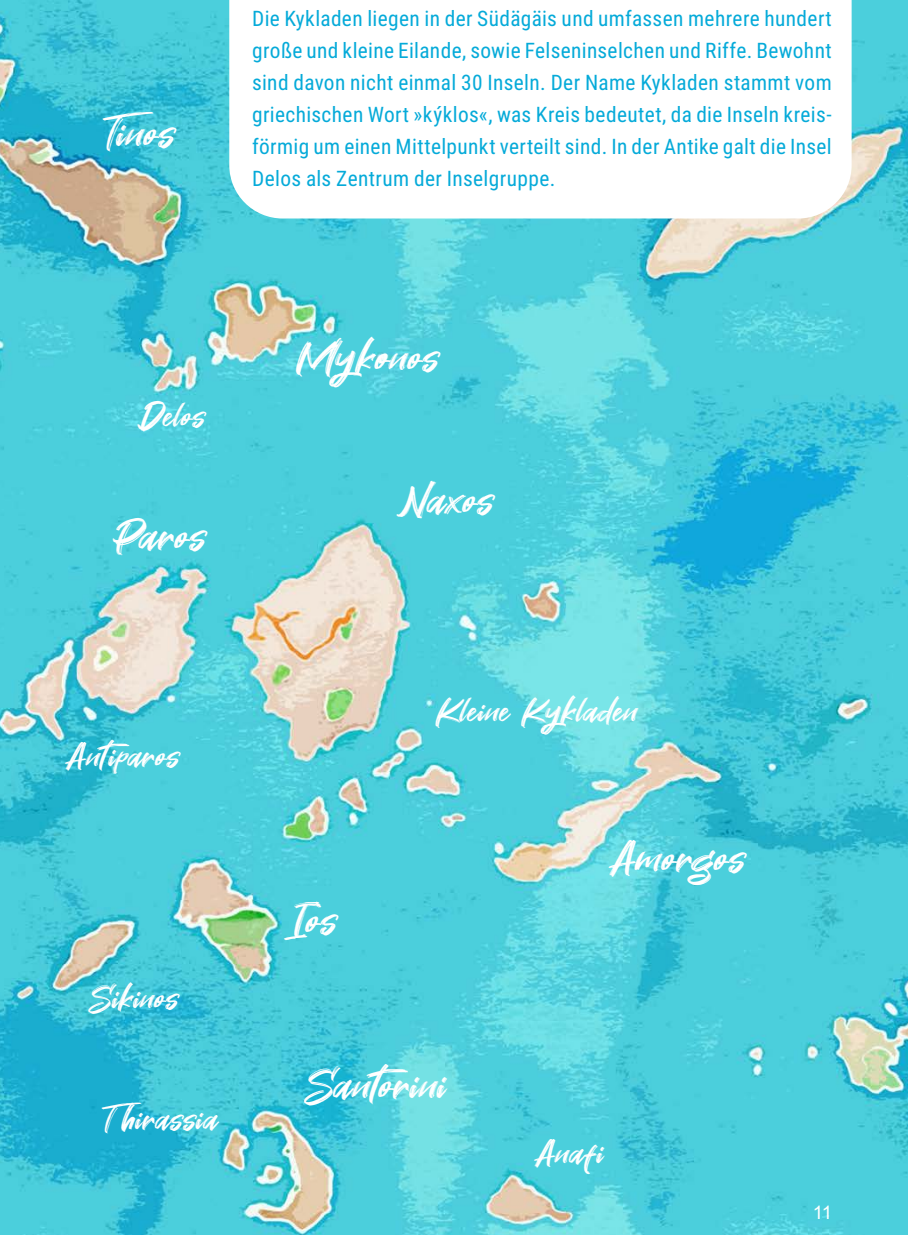 Die Kykladen liegen in der Südägäis und umfassen mehrere hundert
große und kleine Eilande, sowie Felseninselchen und Riffe. Bewohnt
sind davon nicht einmal 30 Inseln. Der Name Kykladen stammt vom
griechischen Wort »kýklos«, was Kreis bedeutet, da die Inseln kreis-
förmig um einen Mittelpunkt verteilt sind. In der Antike galt die Insel
Delos als Zentrum der Inselgruppe.
Tinos
Mykonos
Delos
Naxos
Paros
Kleine Kykladen
Antiparos
Amorgos
Ios
Sikinos
Santorini
Thirassia
Anafi
11